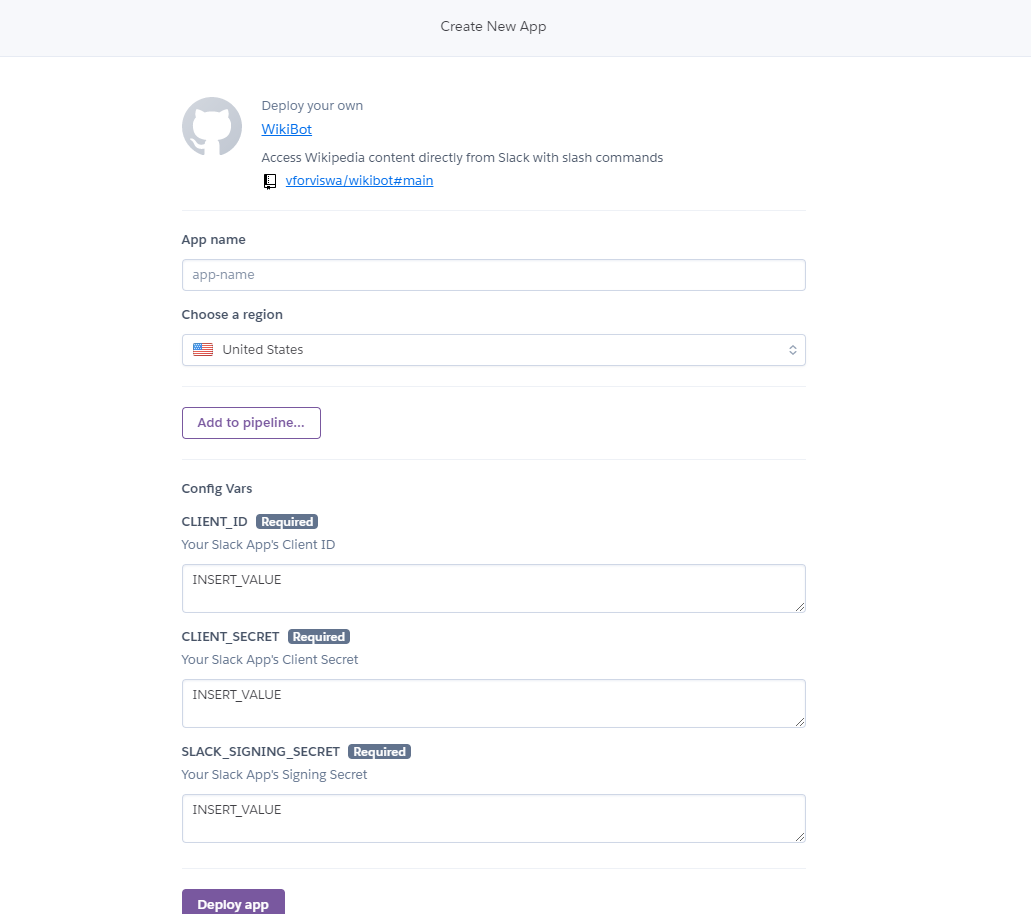 Create New App
Deploy your own
WikiBot
Access Wikipedia content directly from Slack with slash commands
vforviswa/wikibot#main
App name
app-name
Choose a region
United States
Add to pipeline...
Config Vars
CLIENT_ID Required
Your Slack App's Client ID
INSERT_VALUE
CLIENT_SECRET Required
Your Slack App's Client Secret
INSERT_VALUE
SLACK_SIGNING_SECRET Required
Your Slack App's Signing Secret
INSERT_VALUE
Deploy app